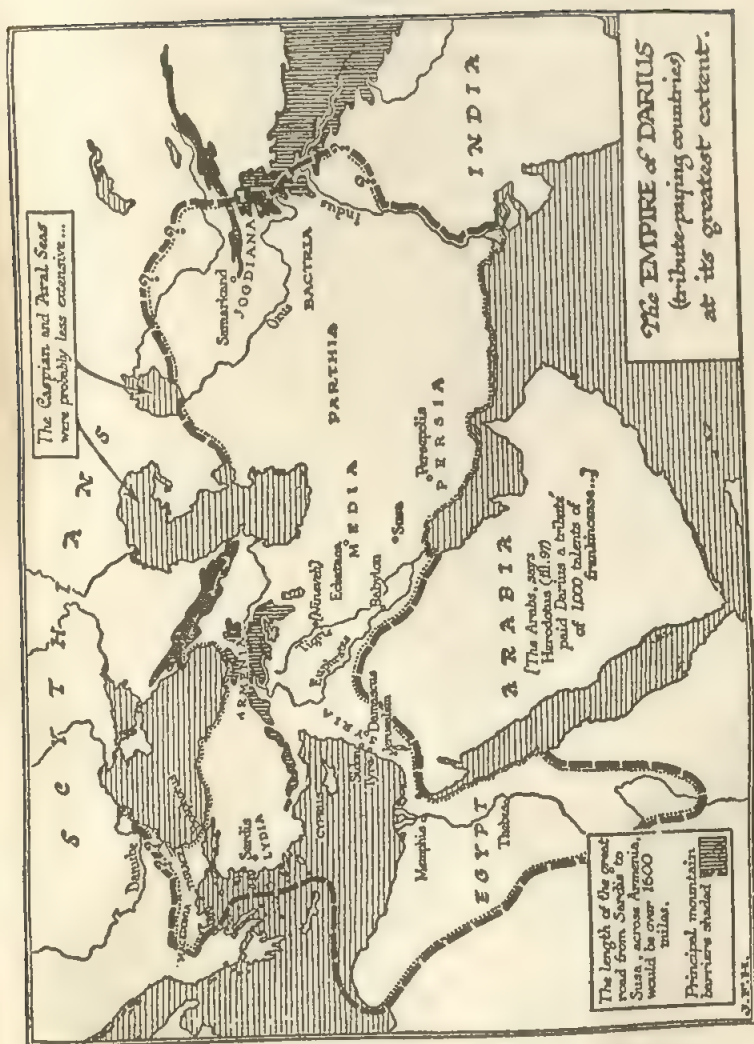 The EMPIRE of DARIUS
(tribute-paying countries)
at its greatest extent.
The Caspian and Aral Seas
were probably less extensive...
S C Y T H I A N S
Danube
Sardis
LYDIA
CYPRUS
ARMENIA
Tigris
(Nineveh)
Euphrates
SYRIA
Sidon
Tyre
Damascus
Jerusalem
Babylon
Ecbatana
MEDIA
Susa
Persepolis
PERSIA
PARTHIA
BACTRIA
Oxus
Samarkand
JOGDIANA
Indus
INDIA
ARABIA
[The Arabs, says
Herodotus (iii.97)
paid Darius a tribute
of 1,000 talents of
frankincense...]
Memphis
EGYPT
Thebes
The length of the great
road from Sardis to
Susa, across Armenia,
would be over 1600
miles.
Principal mountain
barriers shaded
J.F.H.